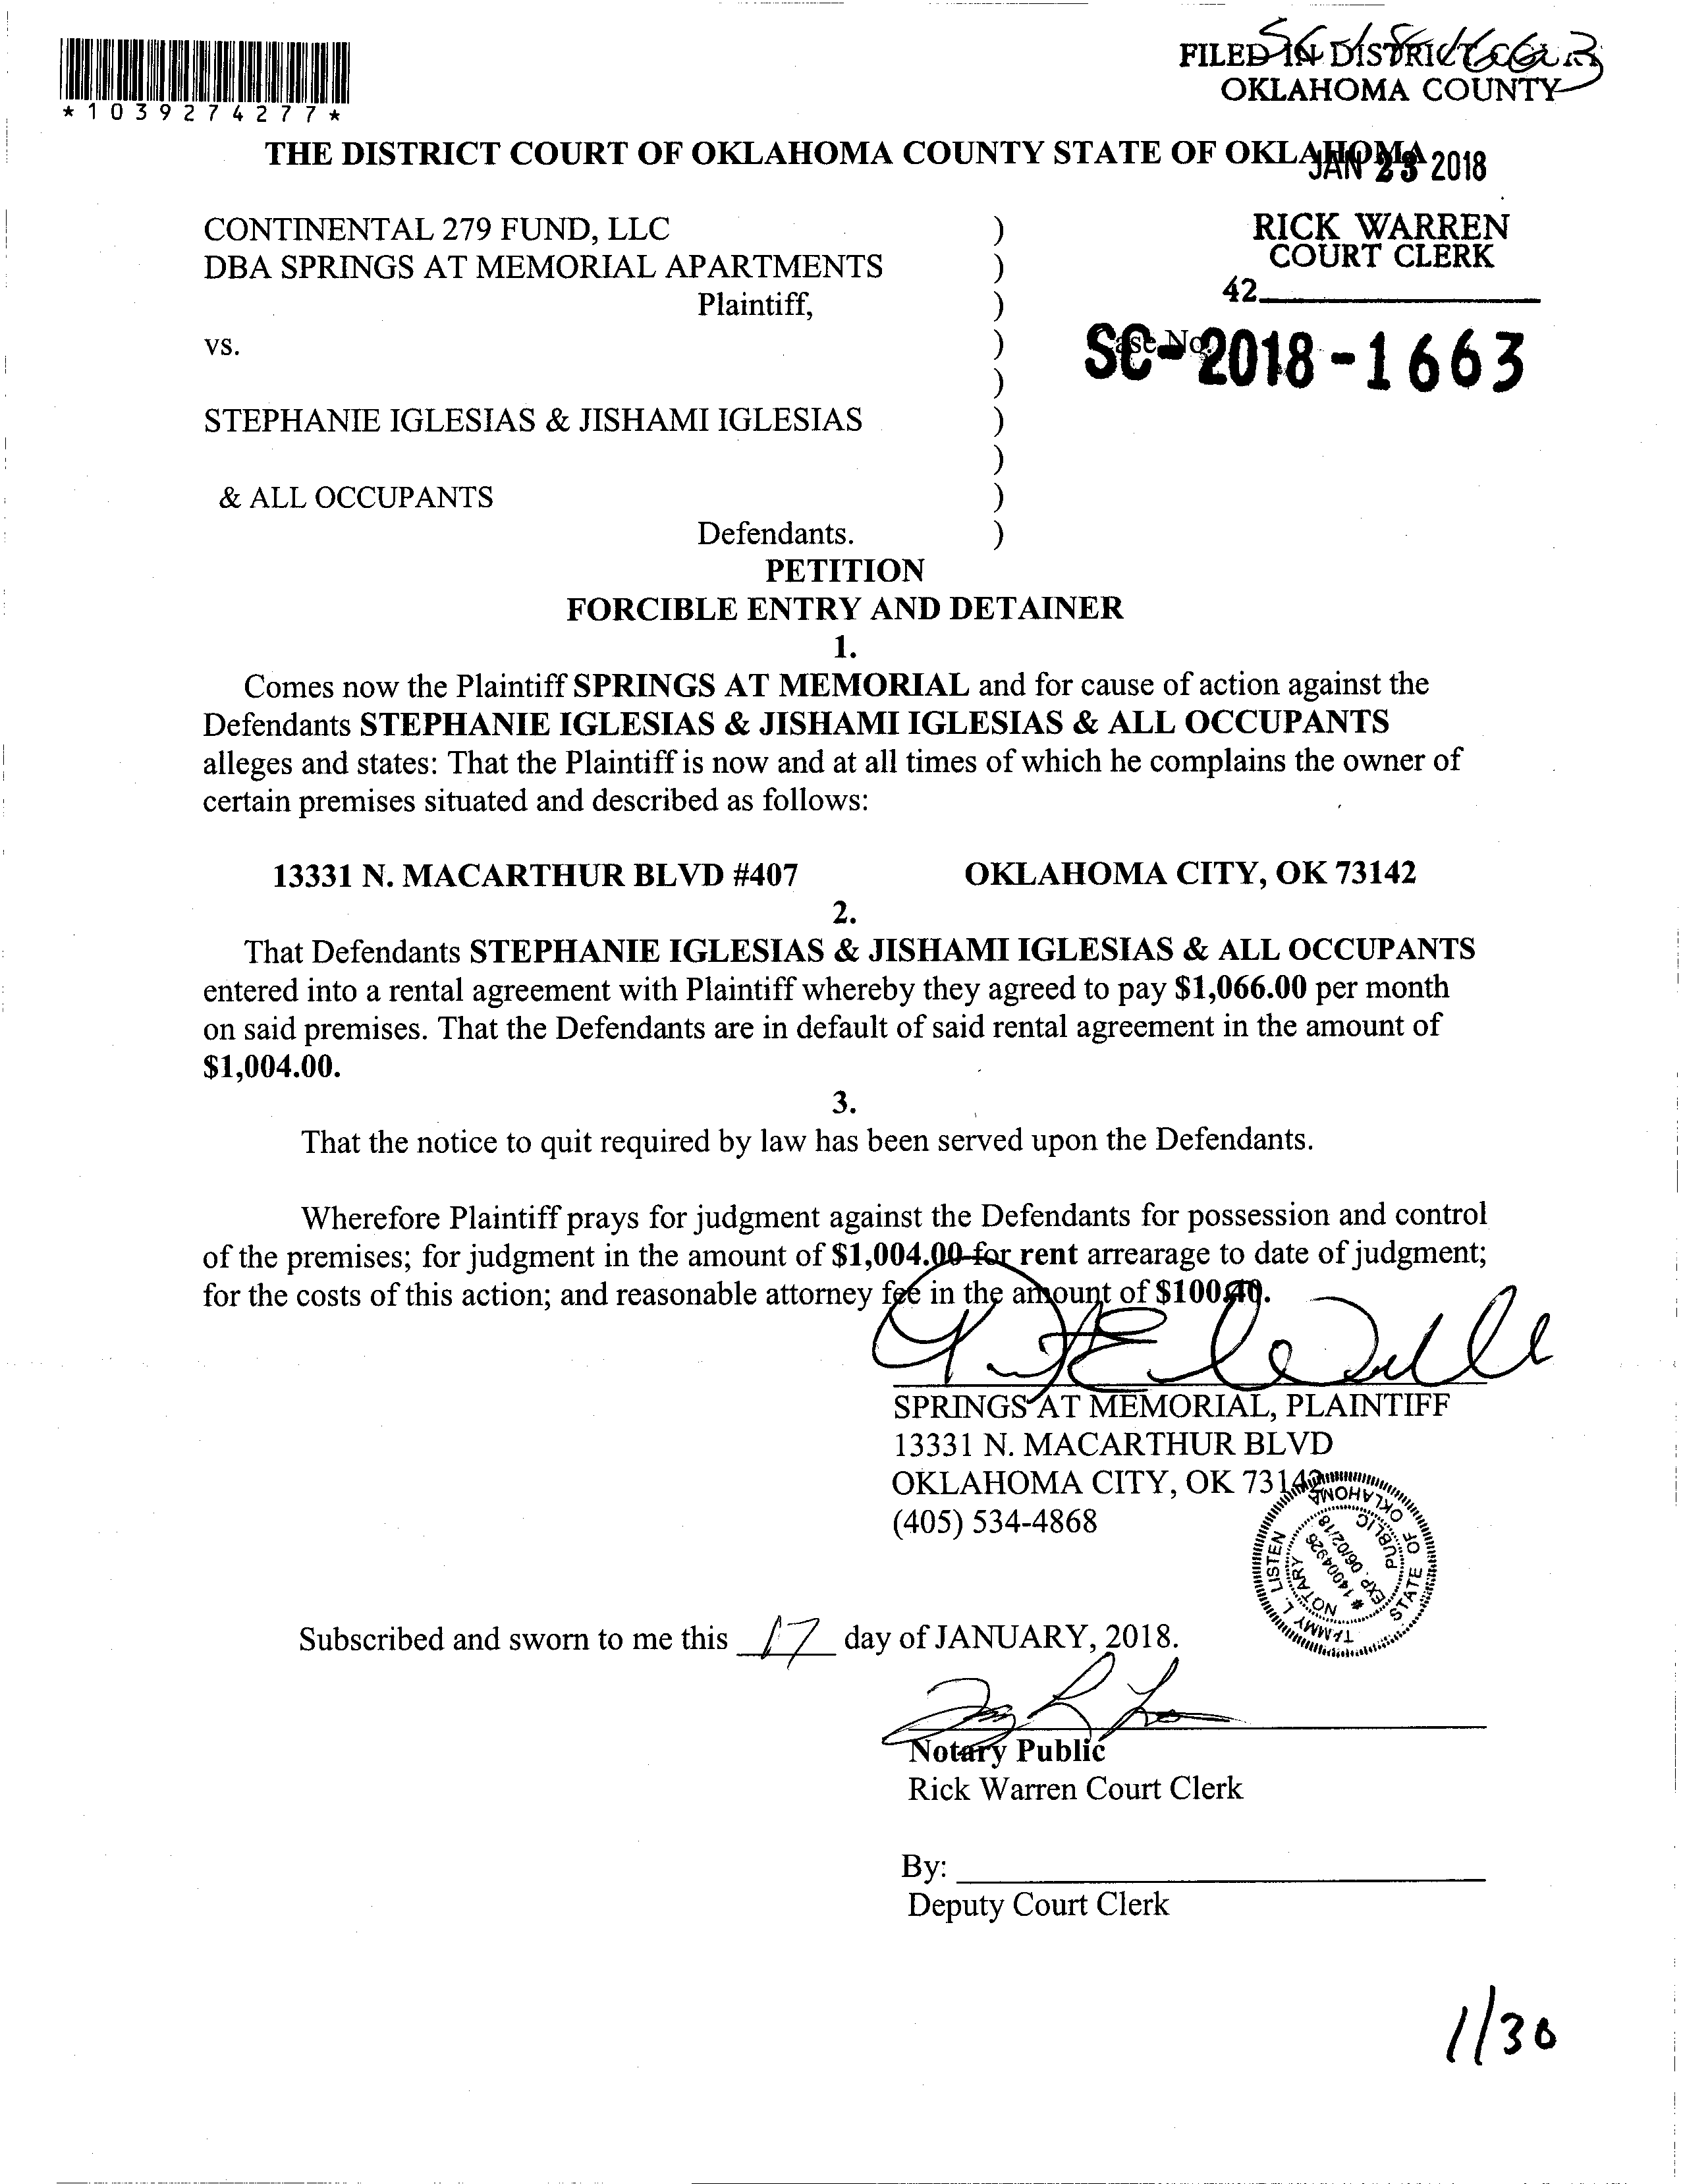 *1039274277*
SC-18-1663
FILED IN DISTRICT COURT
OKLAHOMA COUNTY
THE DISTRICT COURT OF OKLAHOMA COUNTY STATE OF OKLAHOMA
JAN 23 2018
CONTINENTAL 279 FUND, LLC )
DBA SPRINGS AT MEMORIAL APARTMENTS )
Plaintiff, )
RICK WARREN
COURT CLERK
42
vs. )
Case No.
SC-2018-1663
)
STEPHANIE IGLESIAS & JISHAMI IGLESIAS )
)
& ALL OCCUPANTS )
Defendants. )
PETITION
FORCIBLE ENTRY AND DETAINER
1.
Comes now the Plaintiff SPRINGS AT MEMORIAL and for cause of action against the
Defendants STEPHANIE IGLESIAS & JISHAMI IGLESIAS & ALL OCCUPANTS
alleges and states: That the Plaintiff is now and at all times of which he complains the owner of
certain premises situated and described as follows:
13331 N. MACARTHUR BLVD #407 OKLAHOMA CITY, OK 73142
2.
That Defendants STEPHANIE IGLESIAS & JISHAMI IGLESIAS & ALL OCCUPANTS
entered into a rental agreement with Plaintiff whereby they agreed to pay $1,066.00 per month
on said premises. That the Defendants are in default of said rental agreement in the amount of
$1,004.00.
3.
That the notice to quit required by law has been served upon the Defendants.
Wherefore Plaintiff prays for judgment against the Defendants for possession and control
of the premises; for judgment in the amount of $1,004.00 for rent arrearage to date of judgment;
for the costs of this action; and reasonable attorney fee in the amount of $100.00.
SPRINGS AT MEMORIAL, PLAINTIFF
13331 N. MACARTHUR BLVD
OKLAHOMA CITY, OK 73142
(405) 534-4868
TAMMY L. LISTEN
STATE OF OKLAHOMA
NOTARY PUBLIC
# 14004926
EXP. 06/02/18
Subscribed and sworn to me this 17 day of JANUARY, 2018.
Notary Public
Rick Warren Court Clerk
By:
Deputy Court Clerk
1/30